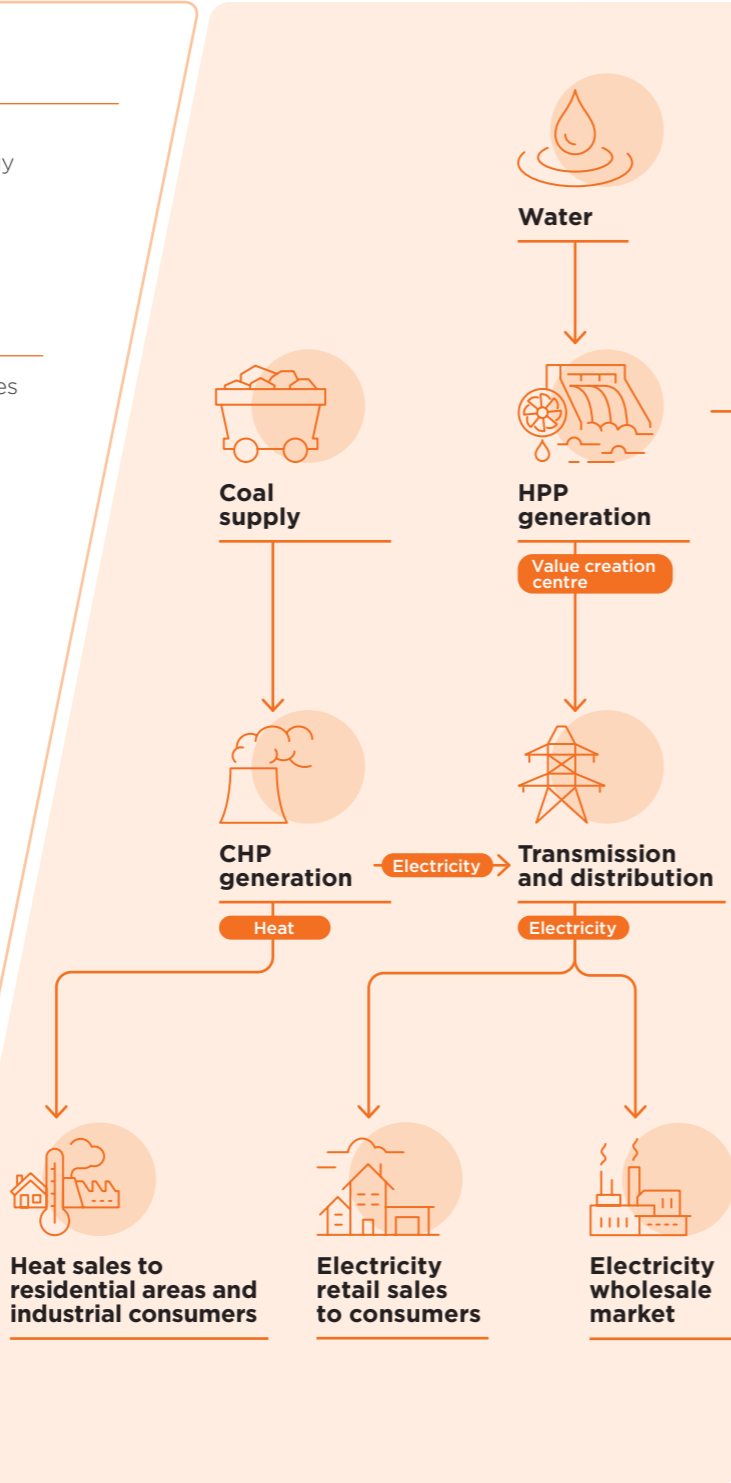 y
es
Water
Coal
supply
HPP
generation
Value creation
centre
CHP
generation
Electricity
Transmission
and distribution
Heat
Electricity
Heat sales to
residential areas and
industrial consumers
Electricity
retail sales
to consumers
Electricity
wholesale
market